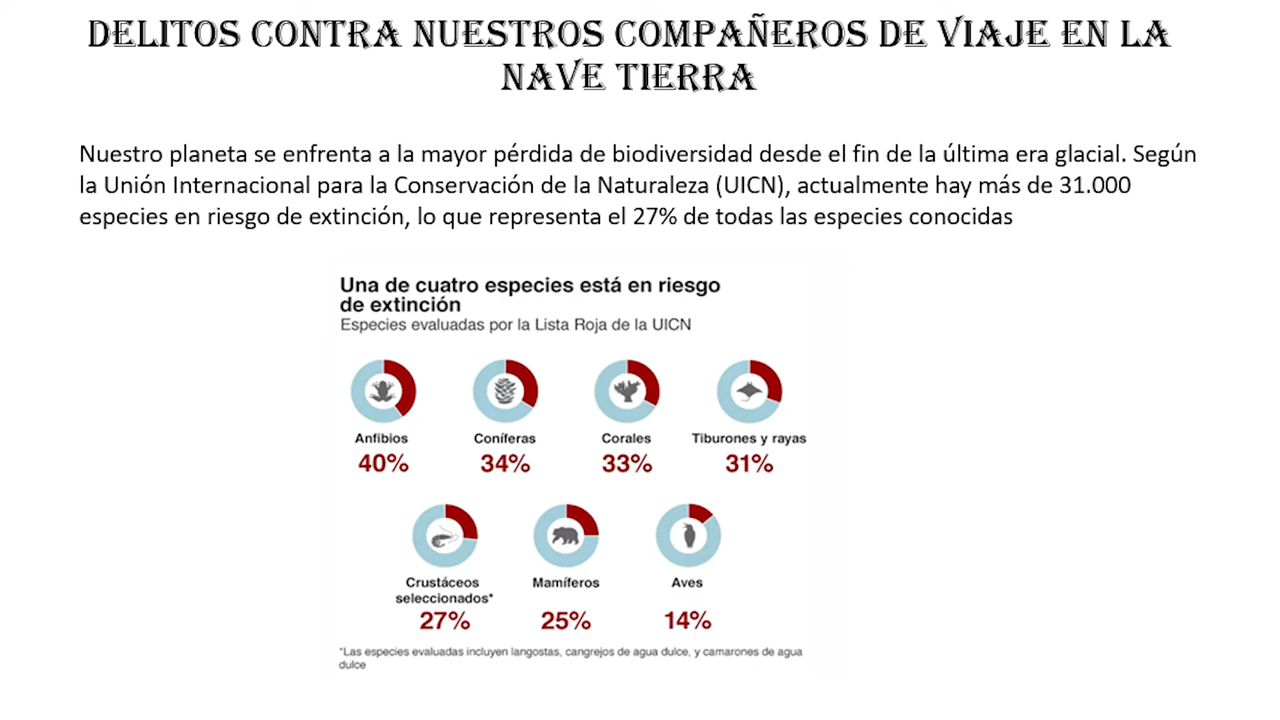 DELITOS CONTRA NUESTROS COMPAÑEROS DE VIAJE EN LA
NAVE TIERRA
Nuestro planeta se enfrenta a la mayor pérdida de biodiversidad desde el fin de la última era glacial. Según
la Unión Internacional para la Conservación de la Naturaleza (UICN), actualmente hay más de 31.000
especies en riesgo de extinción, lo que representa el 27% de todas las especies conocidas
Una de cuatro especies está en riesgo
de extinción
Especies evaluadas por la Lista Roja de la UICN
Anfibios
40%
Coníferas
34%
Corales
33%
Tiburones y rayas
31%
Crustáceos
seleccionados*
27%
Mamíferos
25%
Aves
14%
*Las especies evaluadas incluyen langostas, cangrejos de agua dulce, y camarones de agua
dulce